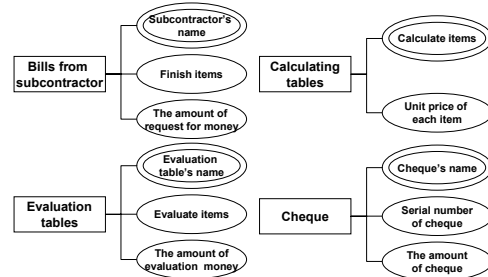 Bills from
subcontractor
Subcontractor's
name
Finish items
The amount of
request for money
Calculating
tables
Calculate items
Unit price of
each item
Evaluation
tables
Evaluation
table's name
Evaluate items
The amount of
evaluation money
Cheque
Cheque's name
Serial number
of cheque
The amount
of cheque